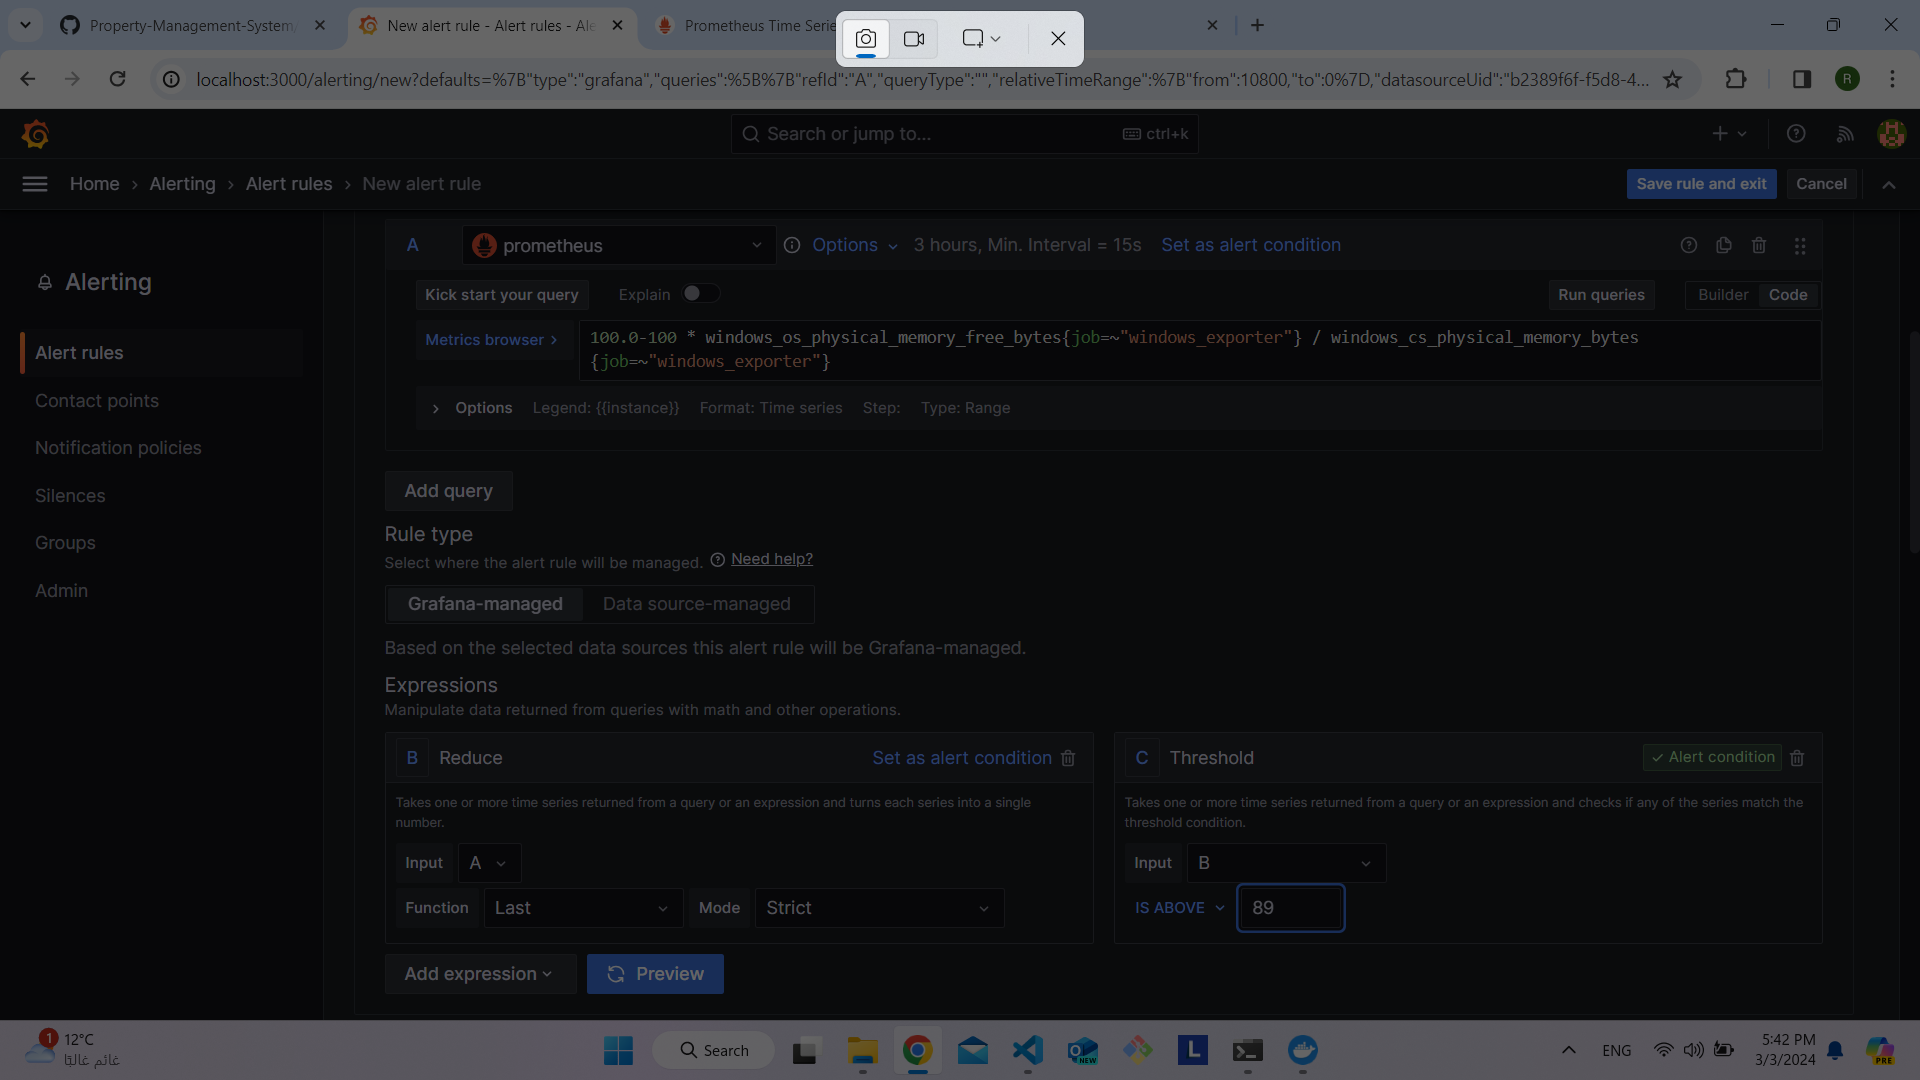 Property-Management-System/
New alert rule - Alert rules - Ale
Prometheus Time Serie
localhost:3000/alerting/new?defaults=%7B"type":"grafana","queries":%5B%7B"refId":"A","queryType":"","relativeTimeRange":%7B"from":10800,"to":0%7D,"datasourceUid":"b2389f6f-f5d8-4...
R
Search or jump to...
ctrl+k
Home › Alerting › Alert rules › New alert rule
Save rule and exit
Cancel
A
prometheus
Options
3 hours, Min. Interval = 15s
Set as alert condition
Alerting
Kick start your query
Explain
Run queries
Builder
Code
Metrics browser >
100.0-100 * windows_os_physical_memory_free_bytes{job=~"windows_exporter"} / windows_cs_physical_memory_bytes
{job=~"windows_exporter"}
Alert rules
Contact points
Notification policies
Silences
Groups
Admin
> Options Legend: {{instance}} Format: Time series Step: Type: Range
Add query
Rule type
Select where the alert rule will be managed. Need help?
Grafana-managed
Data source-managed
Based on the selected data sources this alert rule will be Grafana-managed.
Expressions
Manipulate data returned from queries with math and other operations.
B Reduce
Set as alert condition
Takes one or more time series returned from a query or an expression and turns each series into a single
number.
Input A
Function Last
Mode Strict
C Threshold
Alert condition
Takes one or more time series returned from a query or an expression and checks if any of the series match the
threshold condition.
Input B
IS ABOVE 89
Add expression
Preview
1
12°C
غائم غالبًا
Search
NEW
L
ENG
5:42 PM
3/3/2024
PRE